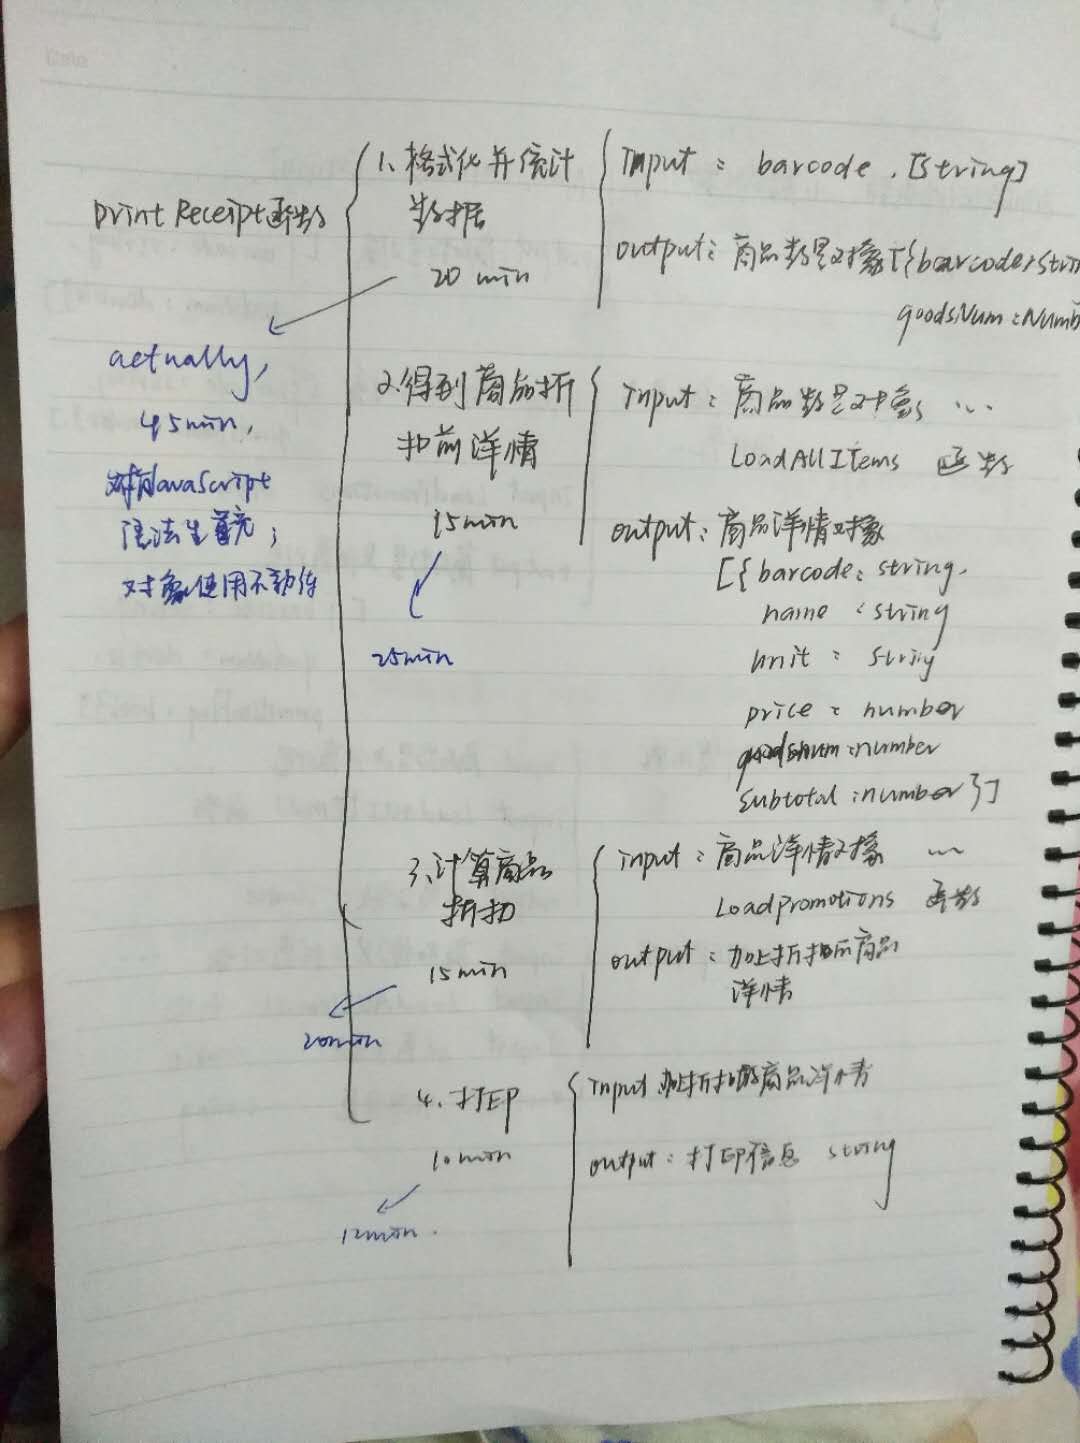 Date
printReceipt函数
1、格式化并统计
数据
20 min
input : barcode .[string]
output: 商品数量对象[{barcode:strin
goodsNum:Numb
actually,
45min,
对JavaScript
语法生疏;
对象使用不熟练
2.得到商品折
扣前详情
15min
25min
input : 商品数量对象 ...
LoadAllItems 函数
output: 商品详情对象
[{barcode: string,
name : string
unit : string
price : number
goodsnum:number
subtotal:number}]
3、计算商品
折扣
15min
20min
input : 商品详情对象 ...
Loadpromotions 函数
output : 加上折扣后商品
详情
4. 打印
10min
12min.
input 加上折扣后商品详情
output: 打印信息 string